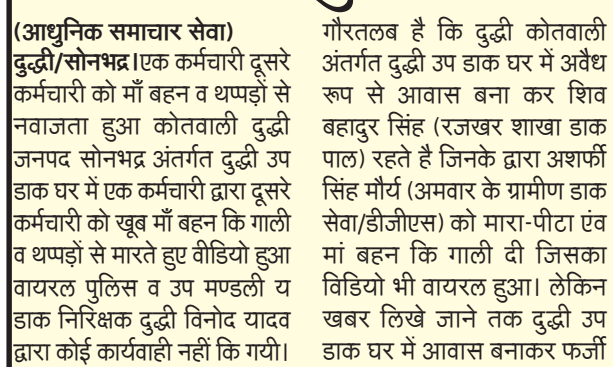 (आधुनिक समाचार सेवा)
दुद्धी/सोनभद्र।एक कर्मचारी दूसरे
कर्मचारी को माँ बहन व थप्पड़ों से
नवाजता हुआ कोतवाली दुद्धी
जनपद सोनभद्र अंतर्गत दुद्धी उप
डाक घर में एक कर्मचारी द्वारा दूसरे
कर्मचारी को खूब माँ बहन कि गाली
व थप्पड़ों से मारते हुए वीडियो हुआ
वायरल पुलिस व उप मण्डली य
डाक निरिक्षक दुद्धी विनोद यादव
द्वारा कोई कार्यवाही नहीं कि गयी।
गौरतलब है कि दुद्धी कोतवाली
अंतर्गत दुद्धी उप डाक घर में अवैध
रूप से आवास बना कर शिव
बहादुर सिंह (रजखर शाखा डाक
पाल) रहते है जिनके द्वारा अशर्फी
सिंह मौर्य (अमवार के ग्रामीण डाक
सेवा/डीजीएस) को मारा-पीटा एंव
मां बहन कि गाली दी जिसका
विडियो भी वायरल हुआ। लेकिन
खबर लिखे जाने तक दुद्धी उप
डाक घर में आवास बनाकर फर्जी